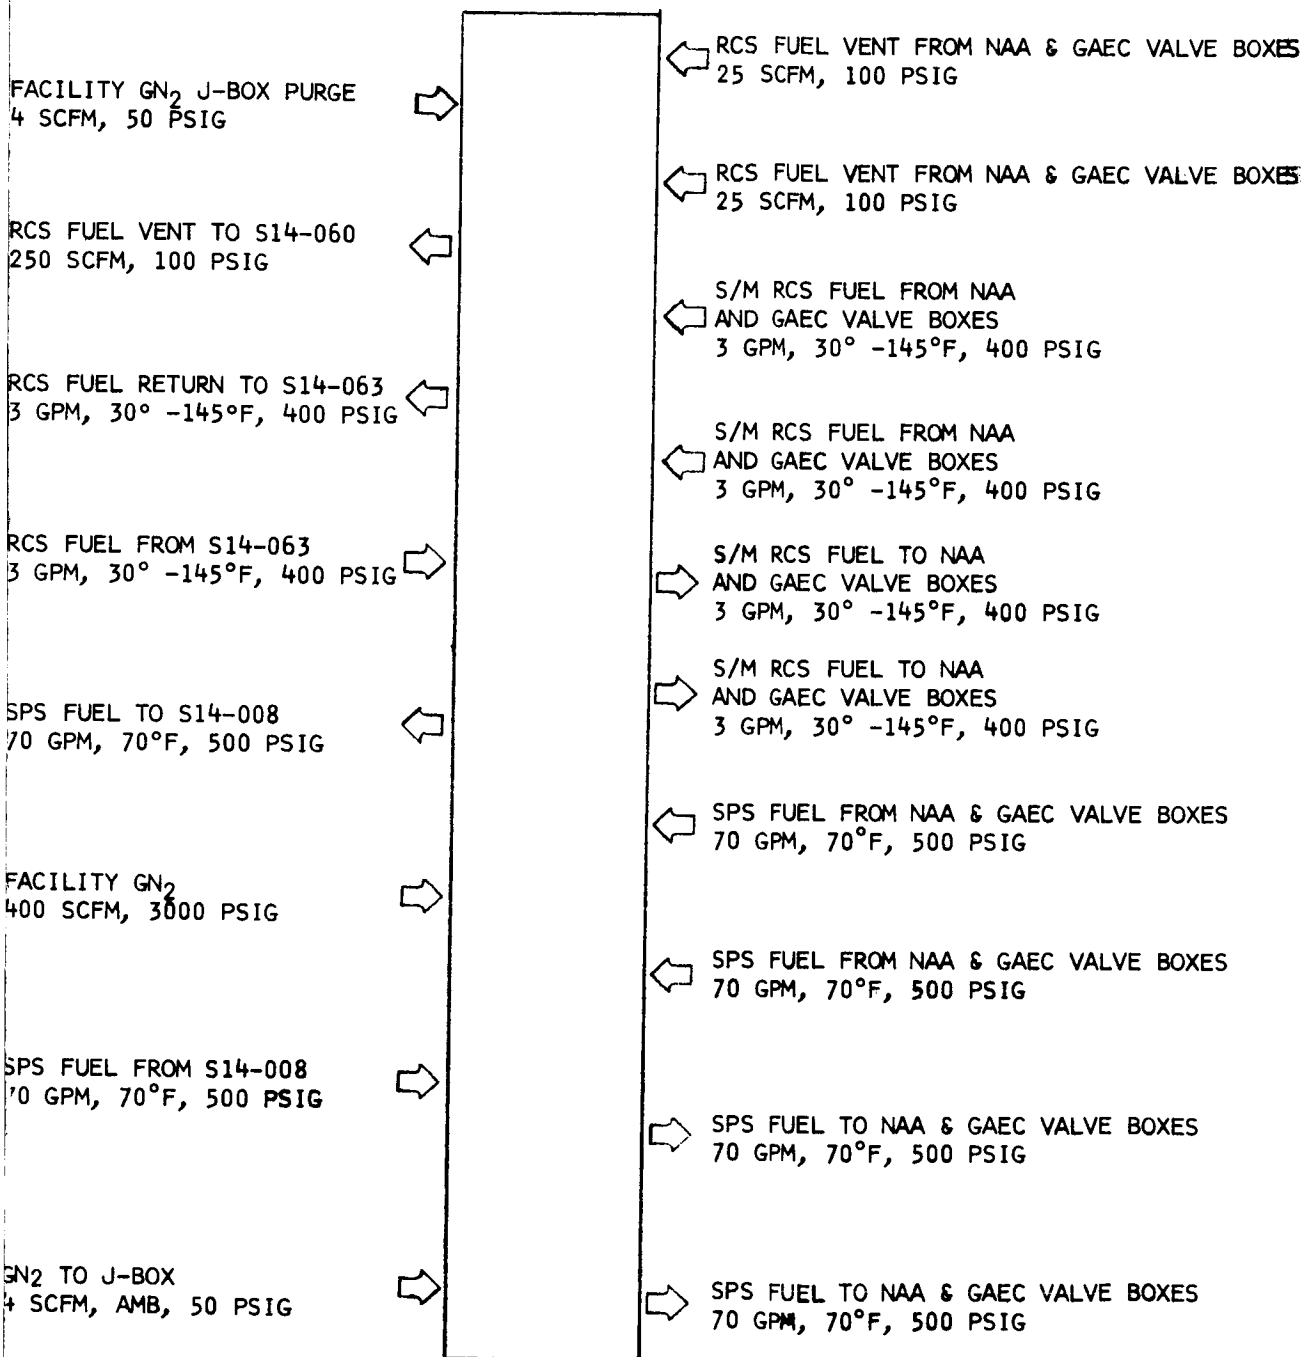 FACILITY GN2 J-BOX PURGE
4 SCFM, 50 PSIG
RCS FUEL VENT TO S14-060
250 SCFM, 100 PSIG
RCS FUEL RETURN TO S14-063
3 GPM, 30° -145°F, 400 PSIG
RCS FUEL FROM S14-063
3 GPM, 30° -145°F, 400 PSIG
SPS FUEL TO S14-008
70 GPM, 70°F, 500 PSIG
FACILITY GN2
400 SCFM, 3000 PSIG
SPS FUEL FROM S14-008
70 GPM, 70°F, 500 PSIG
GN2 TO J-BOX
4 SCFM, AMB, 50 PSIG
RCS FUEL VENT FROM NAA & GAEC VALVE BOXES
25 SCFM, 100 PSIG
RCS FUEL VENT FROM NAA & GAEC VALVE BOXES
25 SCFM, 100 PSIG
S/M RCS FUEL FROM NAA
AND GAEC VALVE BOXES
3 GPM, 30° -145°F, 400 PSIG
S/M RCS FUEL FROM NAA
AND GAEC VALVE BOXES
3 GPM, 30° -145°F, 400 PSIG
S/M RCS FUEL TO NAA
AND GAEC VALVE BOXES
3 GPM, 30° -145°F, 400 PSIG
S/M RCS FUEL TO NAA
AND GAEC VALVE BOXES
3 GPM, 30° -145°F, 400 PSIG
SPS FUEL FROM NAA & GAEC VALVE BOXES
70 GPM, 70°F, 500 PSIG
SPS FUEL FROM NAA & GAEC VALVE BOXES
70 GPM, 70°F, 500 PSIG
SPS FUEL TO NAA & GAEC VALVE BOXES
70 GPM, 70°F, 500 PSIG
SPS FUEL TO NAA & GAEC VALVE BOXES
70 GPM, 70°F, 500 PSIG